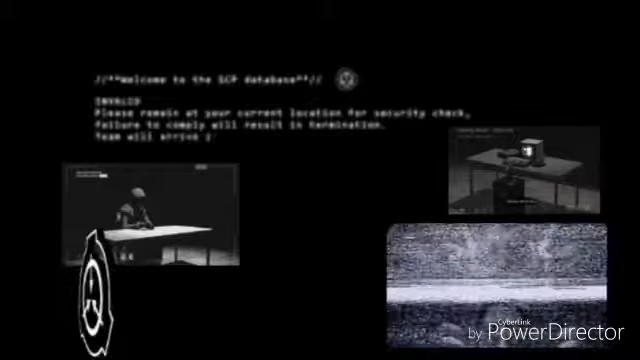 //**Welcome to the SCP database**//
INVALID
Please remain at your current location for security check,
Failure to comply will result in termination.
Team will arrive
CyberLink
by PowerDirector